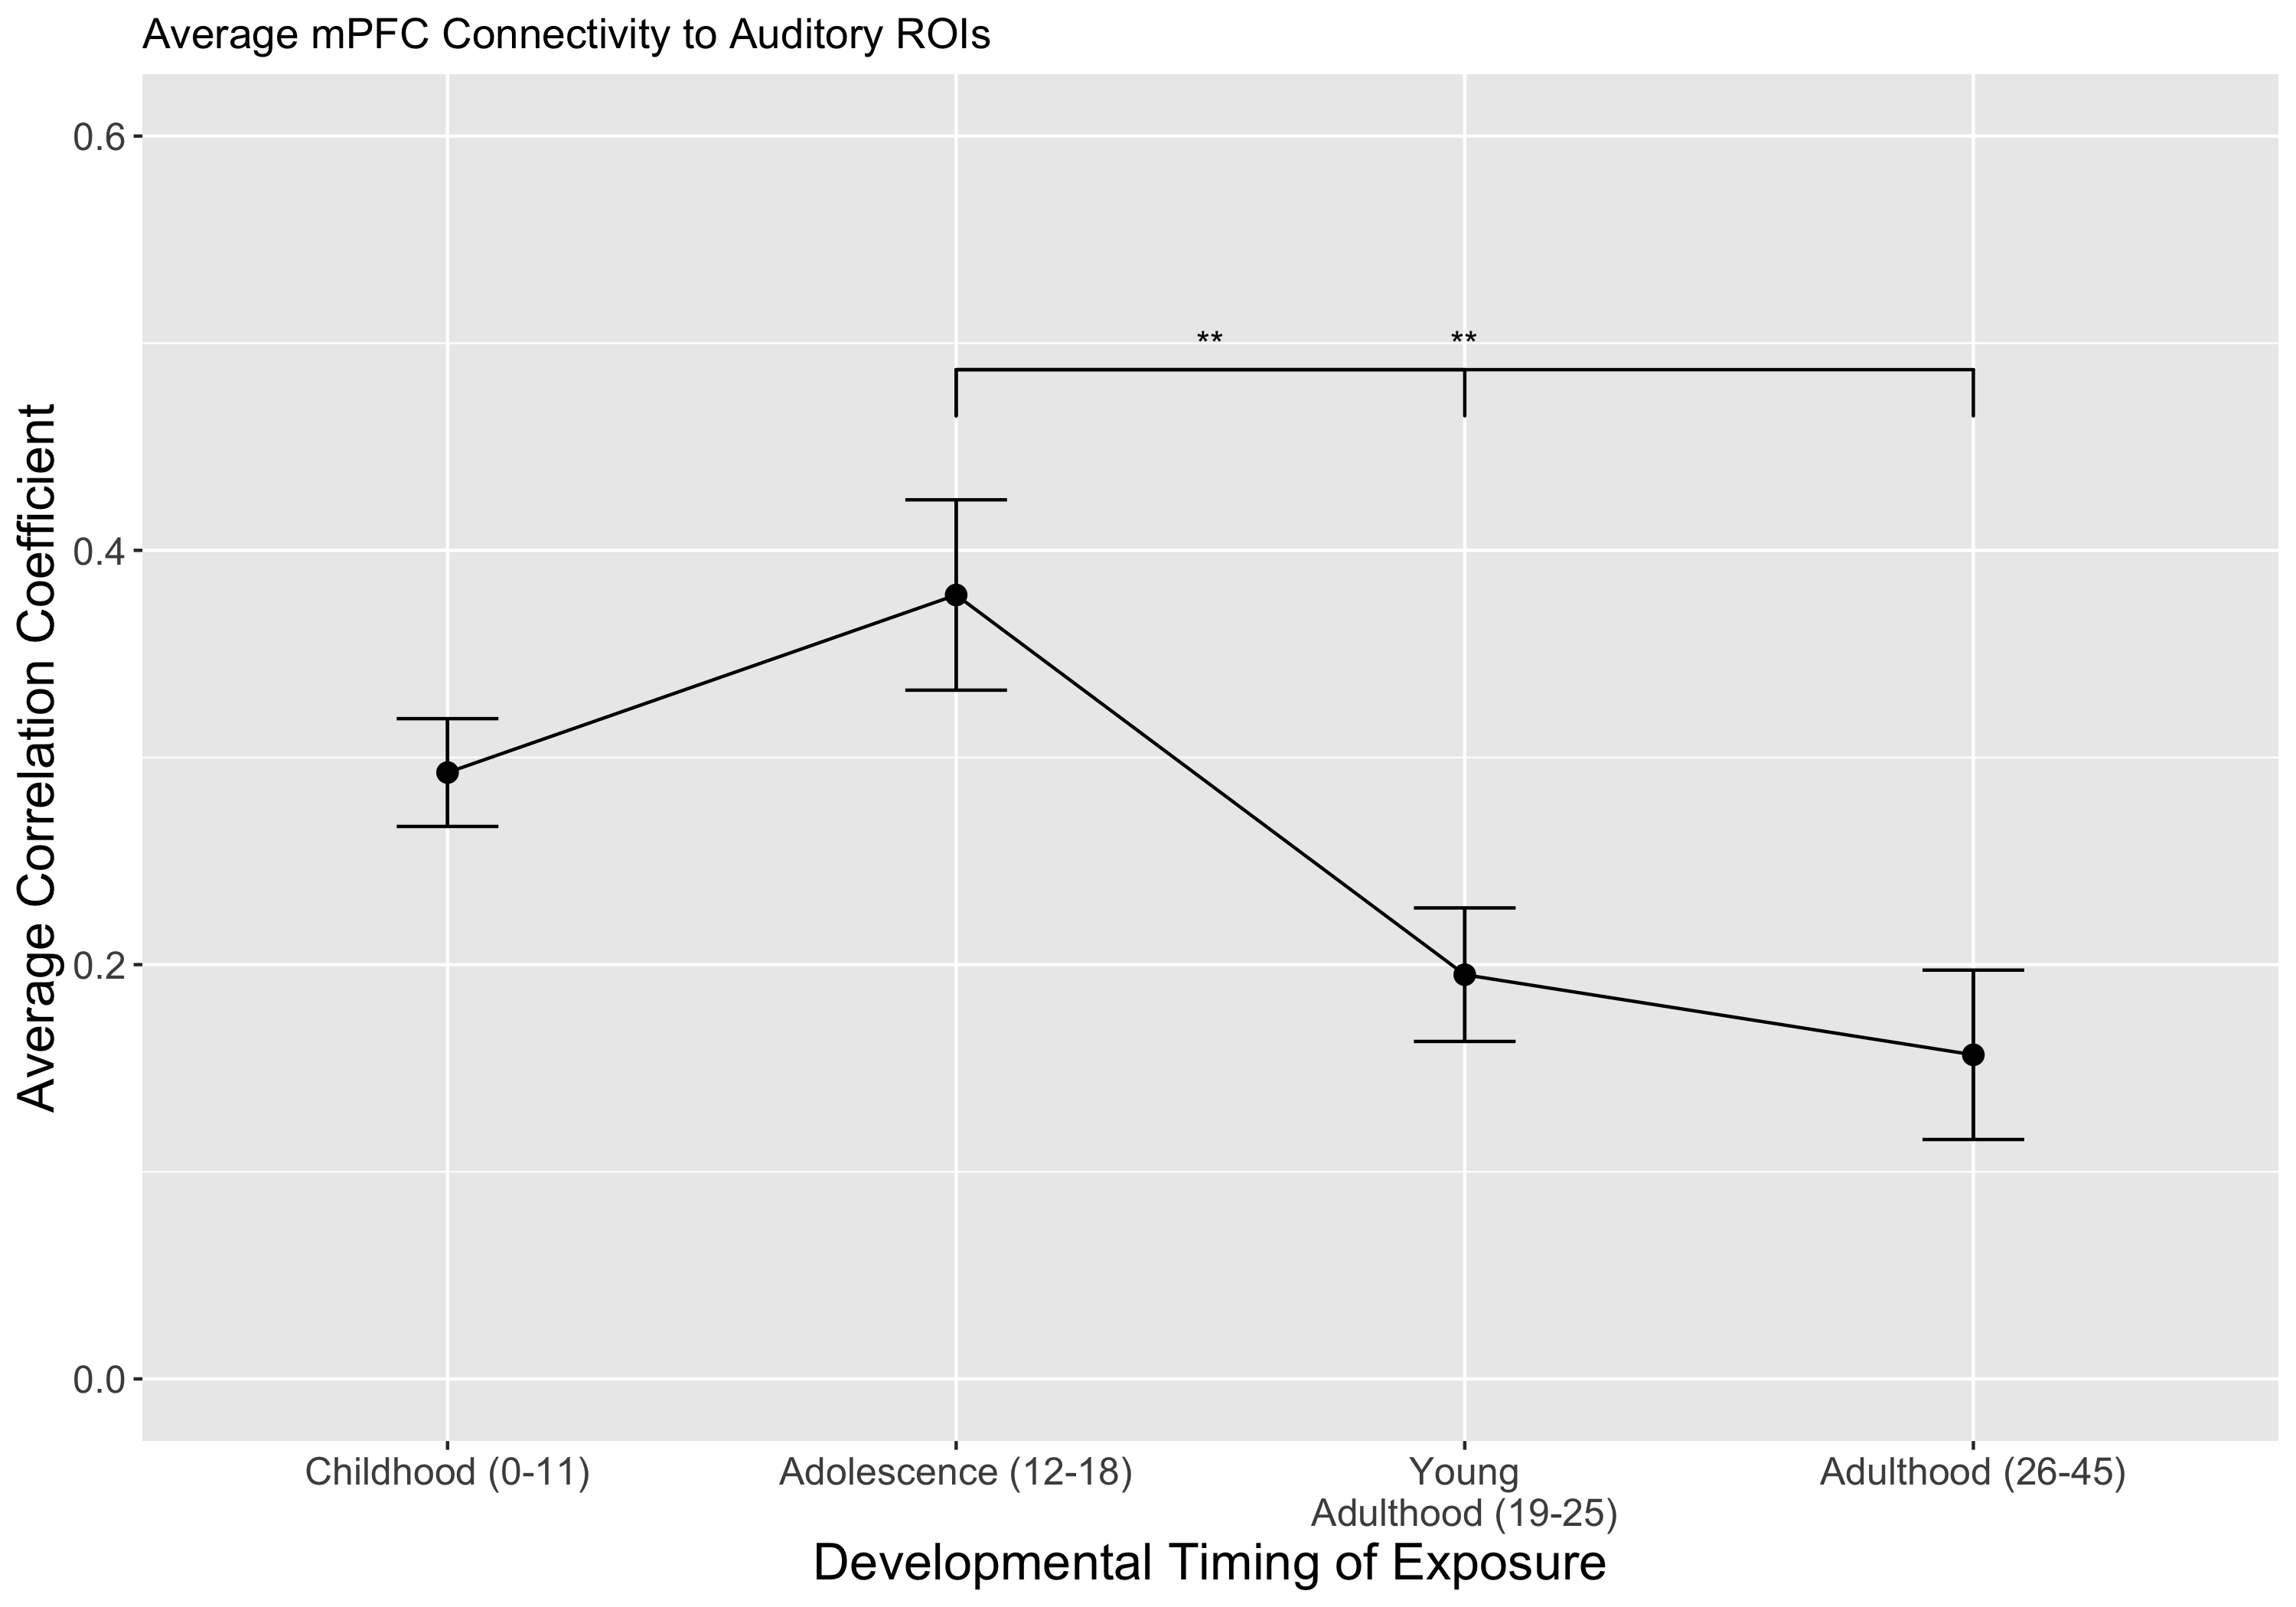 Average mPFC Connectivity to Auditory ROIs
0.6
** **
0.4
0.2
0.0
Average Correlation Coefficient
Childhood (0-11) Adolescence (12-18) Young Adulthood (26-45)
Adulthood (19-25)
Developmental Timing of Exposure